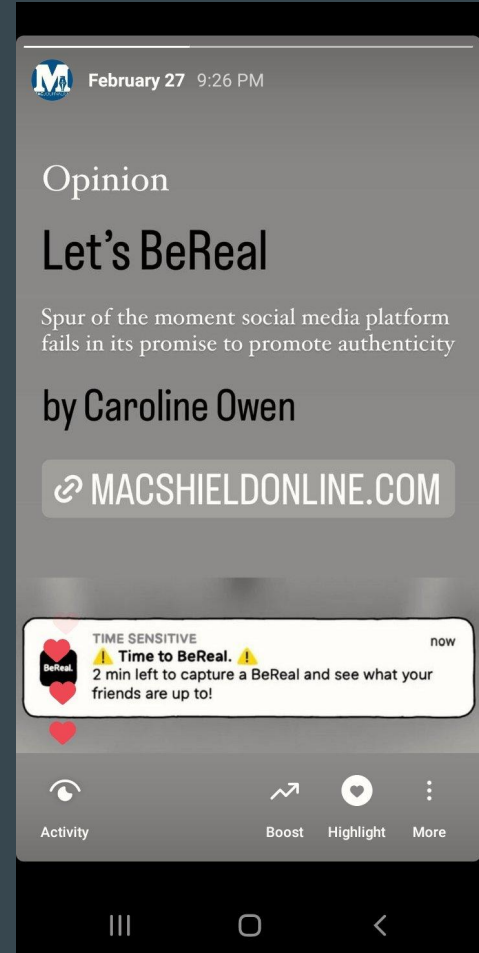 M
February 27 9:26 PM
Opinion
Let's BeReal
Spur of the moment social media platform
fails in its promise to promote authenticity
by Caroline Owen
MACSHIELDONLINE.COM
TIME SENSITIVE now
BeReal.
⚠️ Time to BeReal. ⚠️
2 min left to capture a BeReal and see what your
friends are up to!
Activity Boost Highlight More